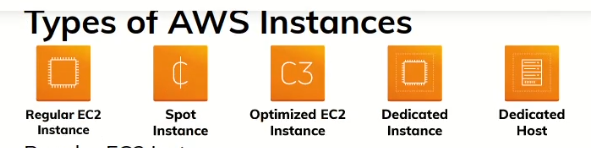 Types of AWS Instances
C3
Regular EC2 Instance
Spot Instance
Optimized EC2 Instance
Dedicated Instance
Dedicated Host